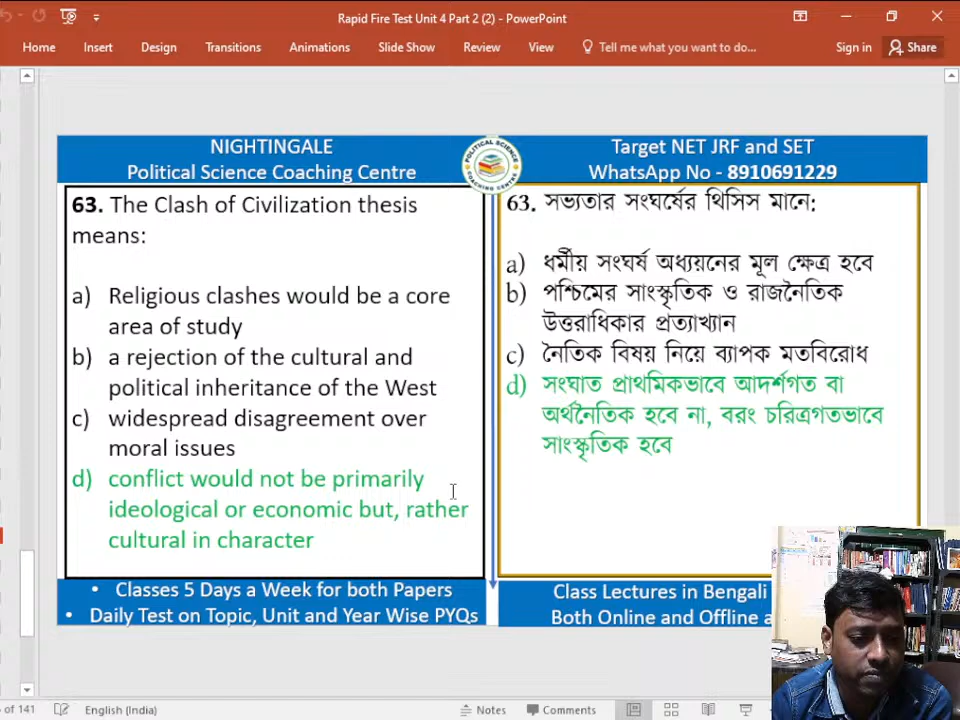 Rapid Fire Test Unit 4 Part 2 (2) - PowerPoint
Home Insert Design Transitions Animations Slide Show Review View Tell me what you want to do... Sign in Share
NIGHTINGALE
Political Science Coaching Centre
POLITICAL SCIENCE
COACHING CENTRE
Target NET JRF and SET
WhatsApp No - 8910691229
63. The Clash of Civilization thesis
means:
a) Religious clashes would be a core
area of study
b) a rejection of the cultural and
political inheritance of the West
c) widespread disagreement over
moral issues
d) conflict would not be primarily
ideological or economic but, rather
cultural in character
63. সভ্যতার সংঘর্ষের থিসিস মানে:
a) ধর্মীয় সংঘর্ষ অধ্যয়নের মূল ক্ষেত্র হবে
b) পশ্চিমের সাংস্কৃতিক ও রাজনৈতিক
উত্তরাধিকার প্রত্যাখ্যান
c) নৈতিক বিষয় নিয়ে ব্যাপক মতবিরোধ
d) সংঘাত প্রাথমিকভাবে আদর্শগত বা
অর্থনৈতিক হবে না, বরং চরিত্রগতভাবে
সাংস্কৃতিক হবে
• Classes 5 Days a Week for both Papers
• Daily Test on Topic, Unit and Year Wise PYQs
Class Lectures in Bengali
Both Online and Offline a
of 141 English (India) Notes Comments